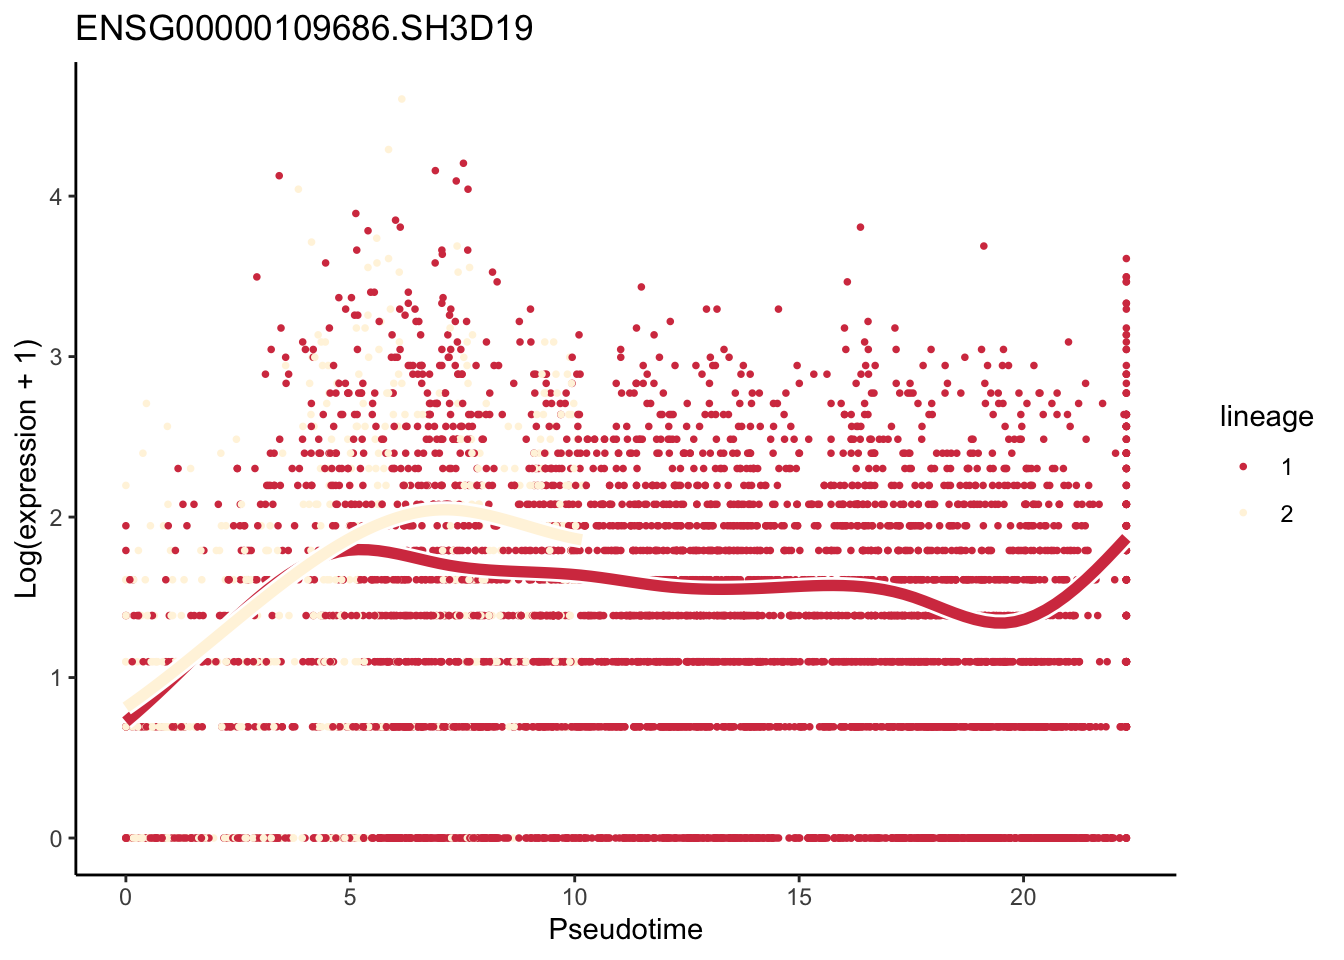 ENSG00000109686.SH3D19
Log(expression + 1)
4
3
2
1
0
0 5 10 15 20
Pseudotime
lineage
1
2